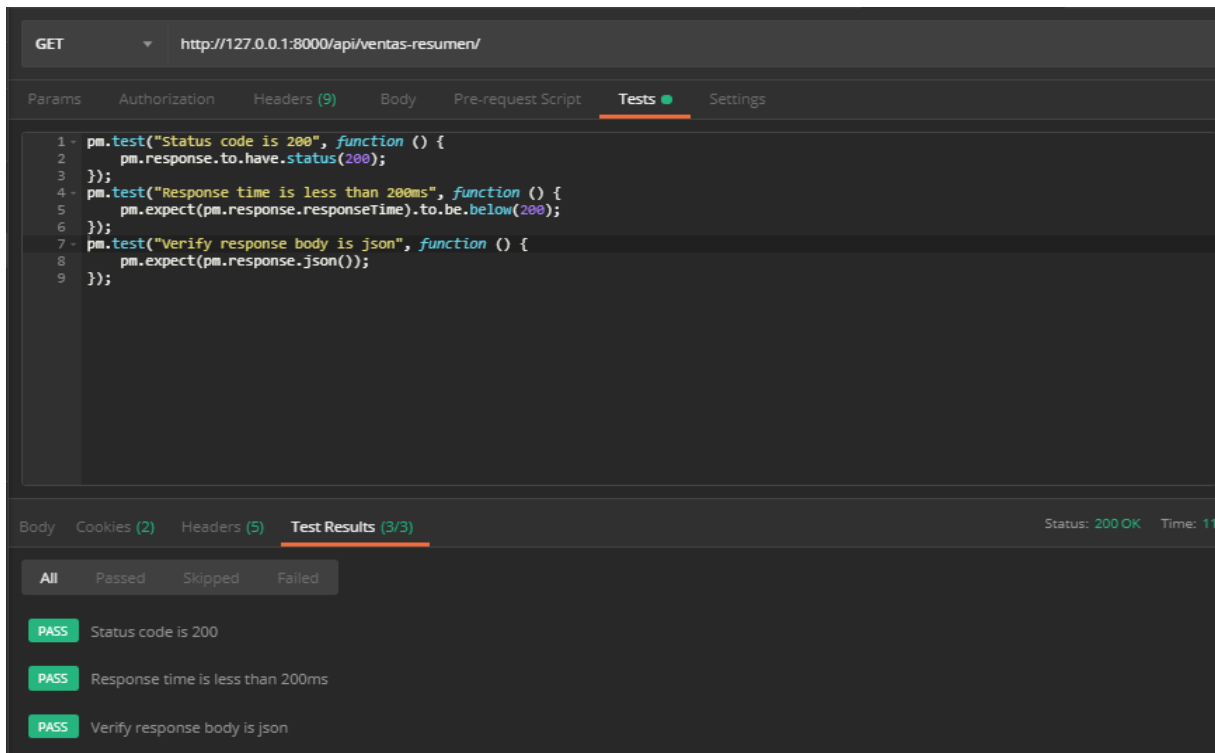 GET http://127.0.0.1:8000/api/ventas-resumen/
Params Authorization Headers (9) Body Pre-request Script Tests Settings
1 pm.test("Status code is 200", function () {
2 pm.response.to.have.status(200);
3 });
4 pm.test("Response time is less than 200ms", function () {
5 pm.expect(pm.response.responseTime).to.be.below(200);
6 });
7 pm.test("Verify response body is json", function () {
8 pm.expect(pm.response.json());
9 });
Body Cookies (2) Headers (5) Test Results (3/3) Status: 200 OK Time: 11
All Passed Skipped Failed
PASS Status code is 200
PASS Response time is less than 200ms
PASS Verify response body is json